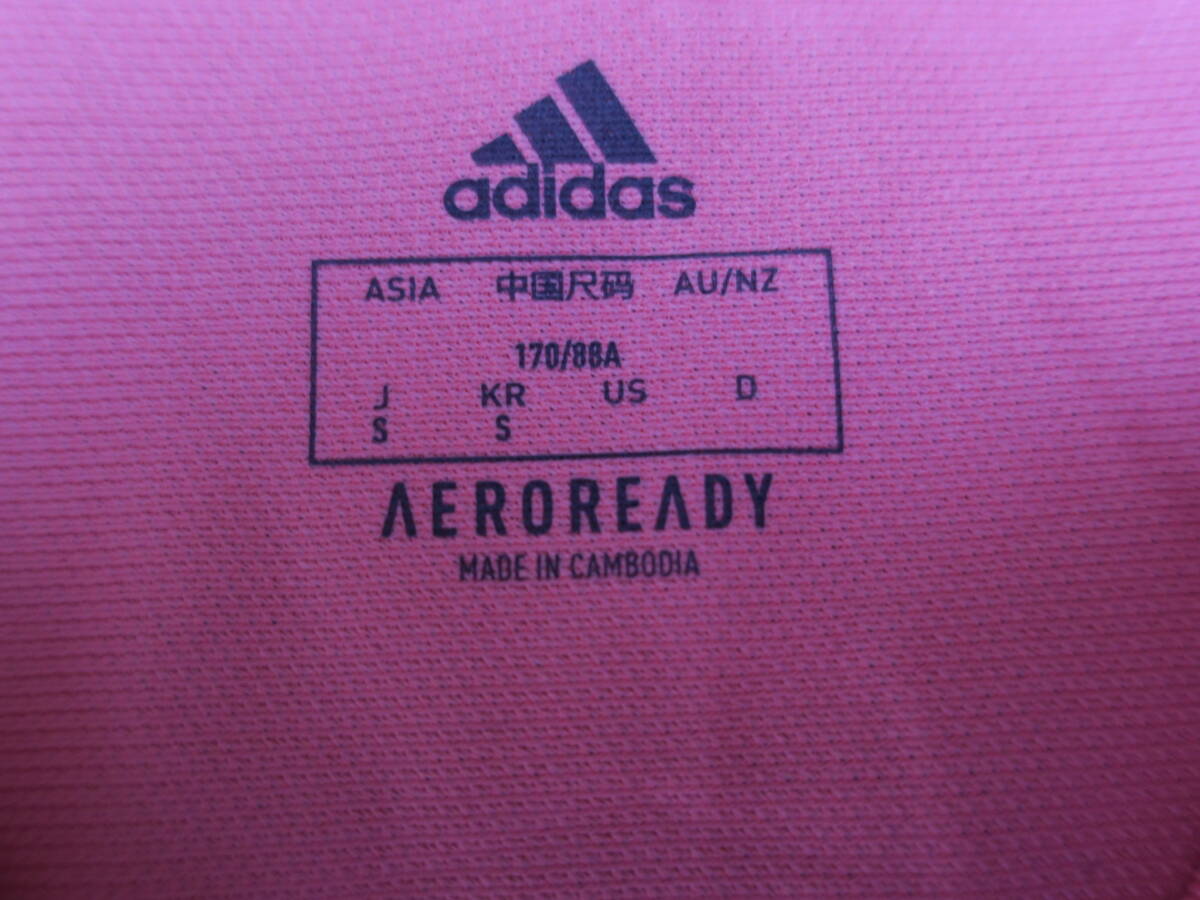 adidas
ASIA 中国尺码 AU/NZ
170/88A
J KR US D
S S
AEROREADY
MADE IN CAMBODIA